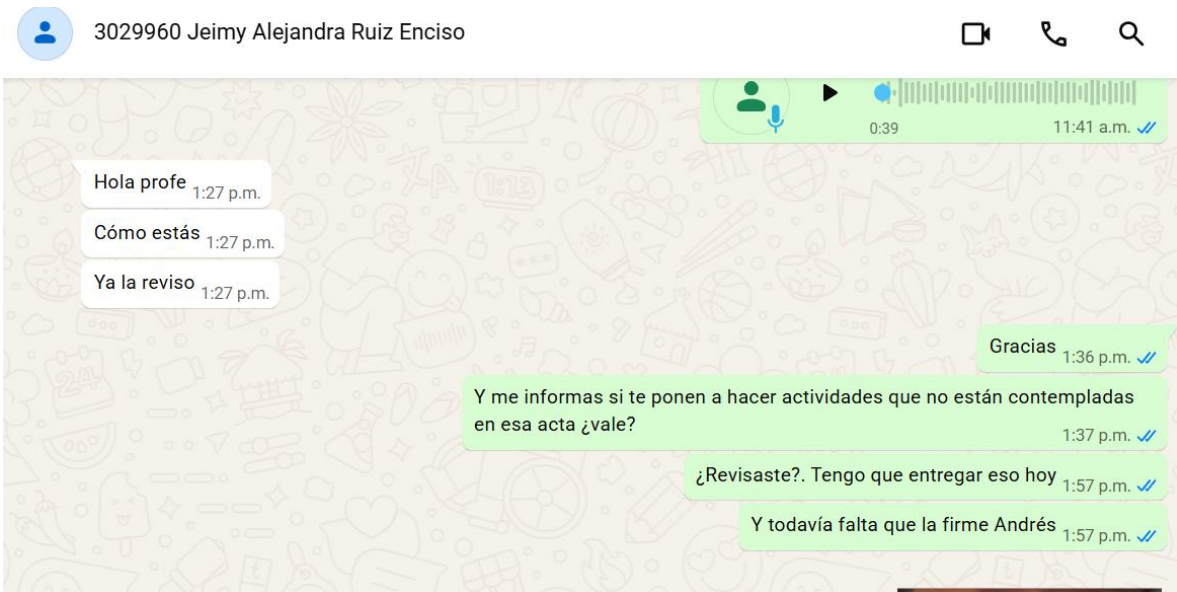 3029960 Jeimy Alejandra Ruiz Enciso
0:39 11:41 a.m.
Hola profe 1:27 p.m.
Cómo estás 1:27 p.m.
Ya la reviso 1:27 p.m.
Gracias 1:36 p.m.
Y me informas si te ponen a hacer actividades que no están contempladas
en esa acta ¿vale? 1:37 p.m.
¿Revisaste?. Tengo que entregar eso hoy 1:57 p.m.
Y todavía falta que la firme Andrés 1:57 p.m.